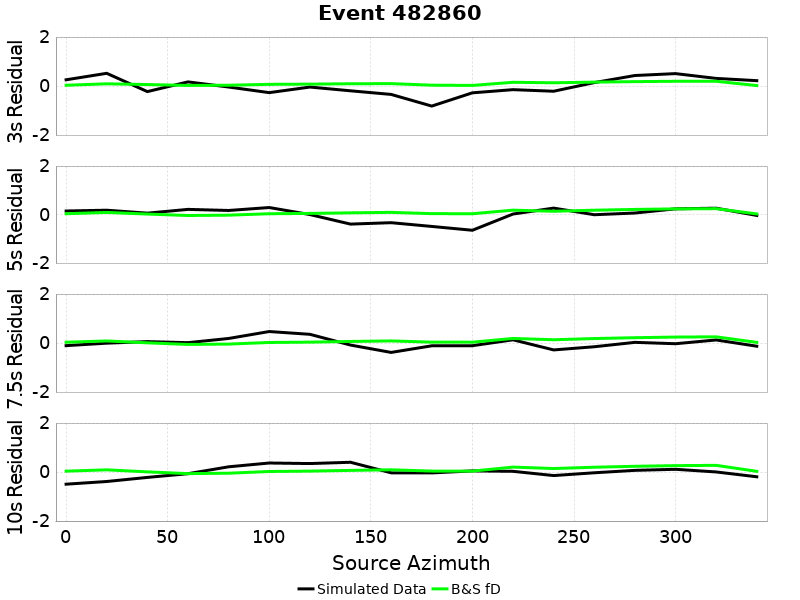 Event 482860
3s Residual
2
0
-2
5s Residual
2
0
-2
7.5s Residual
2
0
-2
10s Residual
2
0
-2
0 50 100 150 200 250 300
Source Azimuth
Simulated Data B&S fD